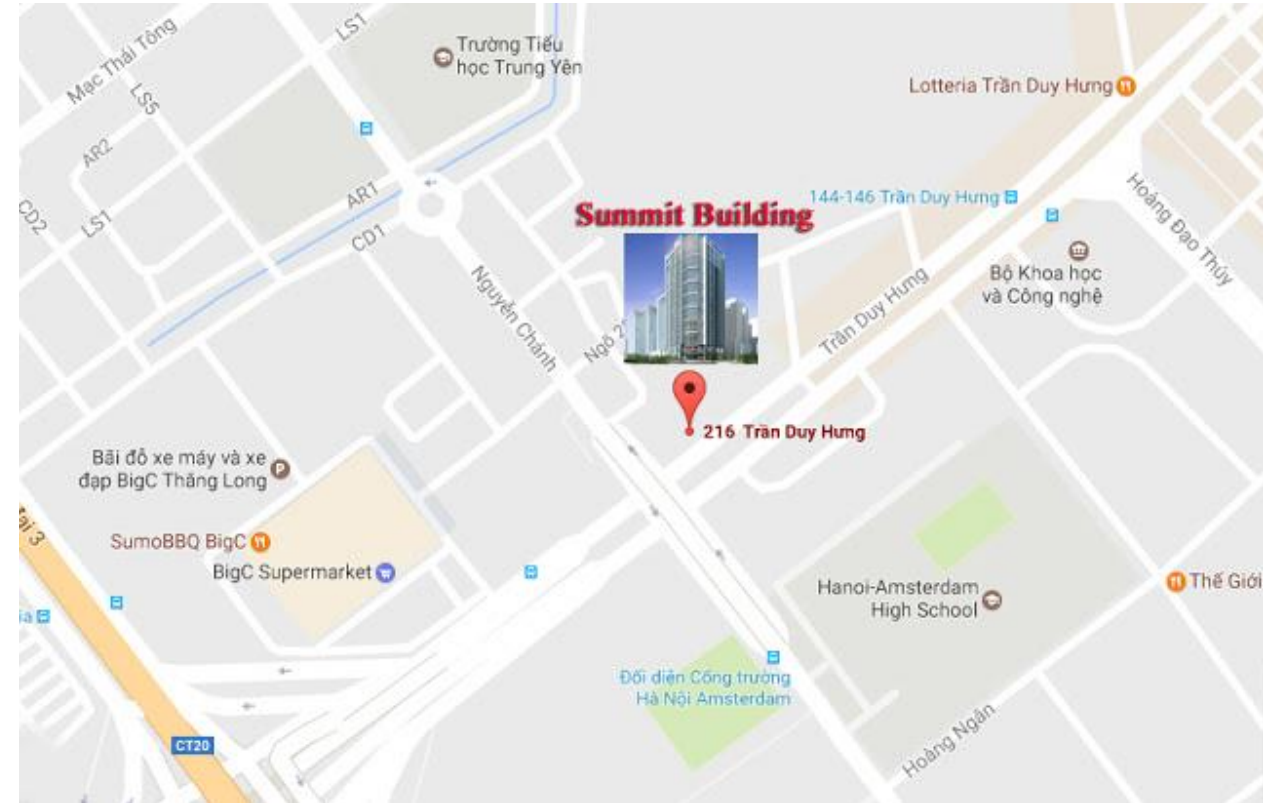 LS1
Mạc Thái Tông
Trường Tiểu
học Trung Yên
LS5
Lotteria Trần Duy Hưng
AR2
AR1
Hoàng Đạo Thúy
CD2
LS1
144-146 Trần Duy Hưng
Summit Building
CD1
Bộ Khoa học
và Công nghệ
Nguyễn Chánh
Trần Duy Hưng
Ngõ
216 Trần Duy Hưng
Bãi đỗ xe máy và xe
đạp BigC Thăng Long
3
SumoBBQ BigC
BigC Supermarket
Hanoi-Amsterdam
High School
Thế Giới
Đối diện Cổng trường
Hà Nội Amsterdam
Hoàng Ngân
CT20